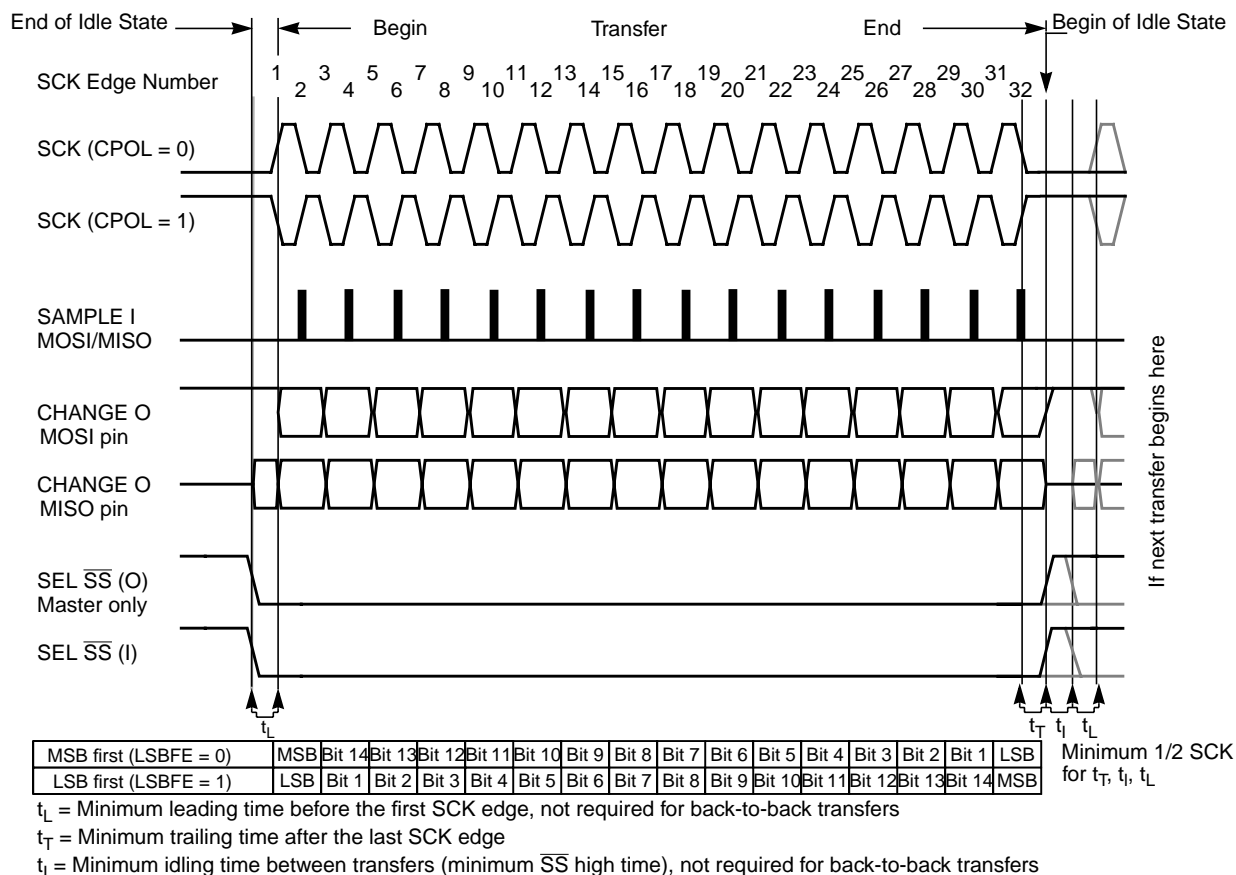 End of Idle State
Begin
Transfer
End
Begin of Idle State
SCK Edge Number
1 3 5 7 9 11 13 15 17 19 21 23 25 27 29 31
2 4 6 8 10 12 14 16 18 20 22 24 26 28 30 32
SCK (CPOL = 0)
SCK (CPOL = 1)
SAMPLE I
MOSI/MISO
CHANGE O
MOSI pin
CHANGE O
MISO pin
SEL S̅S̅ (O)
Master only
SEL S̅S̅ (I)
If next transfer begins here
tL
tT tI tL
MSB first (LSBFE = 0) MSB Bit 14 Bit 13 Bit 12 Bit 11 Bit 10 Bit 9 Bit 8 Bit 7 Bit 6 Bit 5 Bit 4 Bit 3 Bit 2 Bit 1 LSB
LSB first (LSBFE = 1) LSB Bit 1 Bit 2 Bit 3 Bit 4 Bit 5 Bit 6 Bit 7 Bit 8 Bit 9 Bit 10 Bit 11 Bit 12 Bit 13 Bit 14 MSB
Minimum 1/2 SCK
for tT, tI, tL
tL = Minimum leading time before the first SCK edge, not required for back-to-back transfers
tT = Minimum trailing time after the last SCK edge
tI = Minimum idling time between transfers (minimum S̅S̅ high time), not required for back-to-back transfers